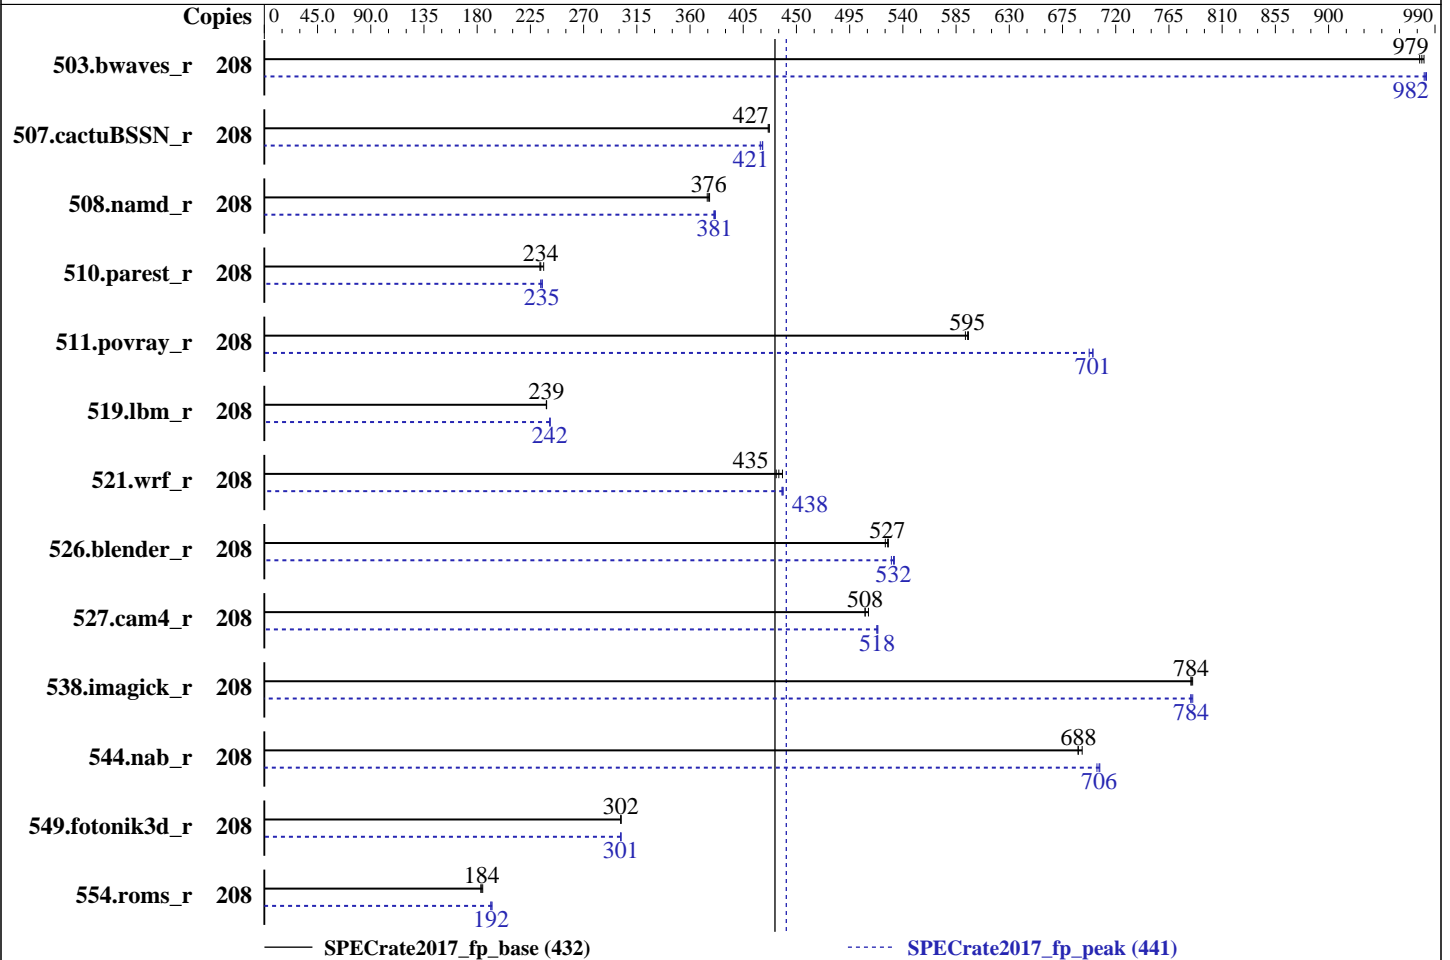 Copies 0 45.0 90.0 135 225 270 315 360 405 450 495 540 585 630 675 720 765 810 855 900 990
979
503.bwaves_r 208
982
427
507.cactuBSSN_r 208
421
376
508.namd_r 208
381
234
510.parest_r 208
235
595
511.povray_r 208
701
239
519.lbm_r 208
242
435
521.wrf_r 208
438
527
526.blender_r 208
532
508
527.cam4_r 208
518
784
538.imagick_r 208
784
688
544.nab_r 208
706
302
549.fotonik3d_r 208
301
184
554.roms_r 208
192
SPECrate2017_fp_base (432) SPECrate2017_fp_peak (441)